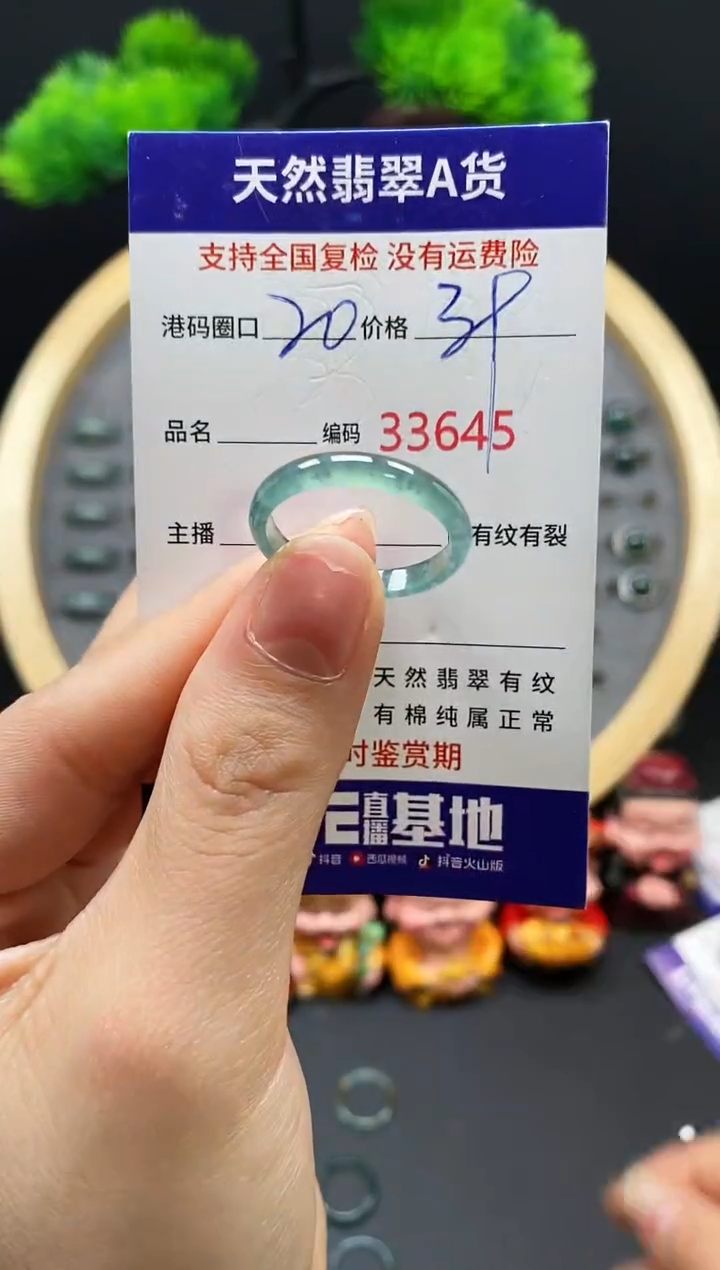 天然翡翠A货
支持全国复检 没有运费险
港码圈口 20 价格 39
品名 编码 33645
主播 有纹有裂
天然翡翠有纹
有棉纯属正常
时鉴赏期
直播基地
抖音 西瓜视频 抖音火山版